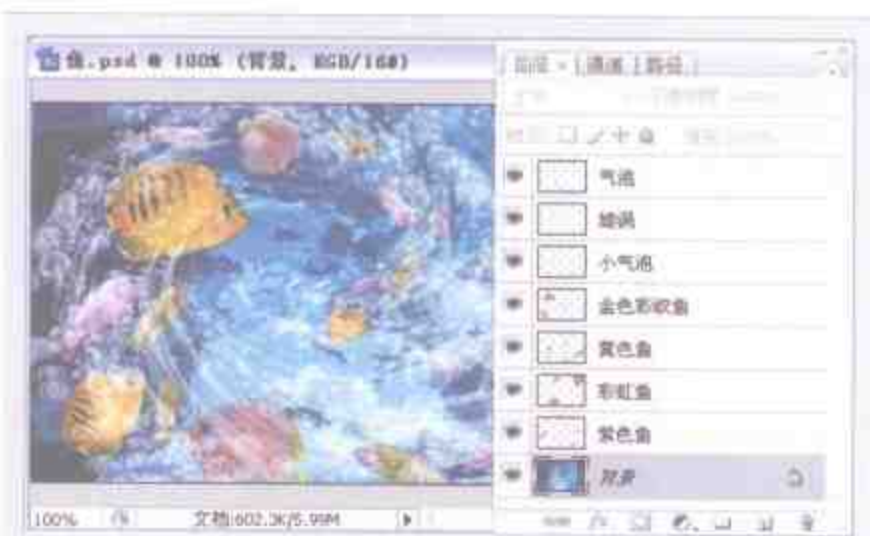 鱼.psd @ 100% (背景, RGB/16#)
图层 × 通道 路径
气泡
小气泡
金色彩纹鱼
黄色鱼
彩虹鱼
紫色鱼
背景
100%
文档:602.3K/5.99M